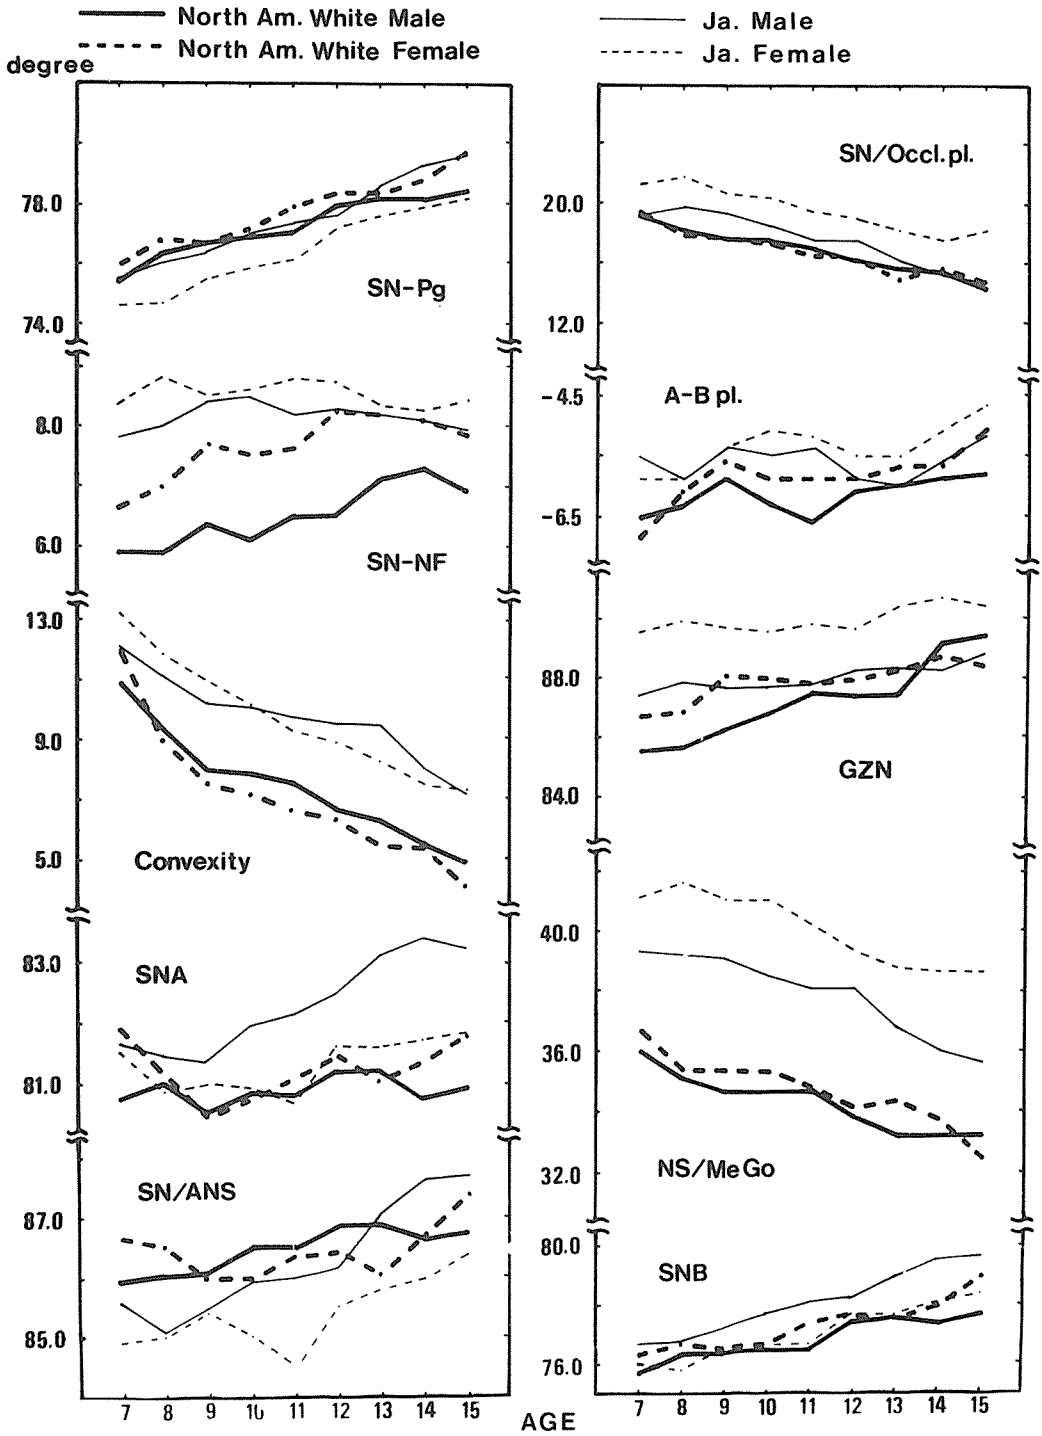 North Am. White Male
North Am. White Female
Ja. Male
Ja. Female
degree
78.0
SN-Pg
74.0
8.0
6.0
SN-NF
13.0
9.0
5.0
Convexity
83.0
SNA
81.0
SN/ANS
87.0
85.0
7 8 9 10 11 12 13 14 15
SN/Occl.pl.
20.0
12.0
-4.5
A-B pl.
-6.5
88.0
GZN
84.0
40.0
36.0
NS/MeGo
32.0
80.0
SNB
76.0
7 8 9 10 11 12 13 14 15
AGE